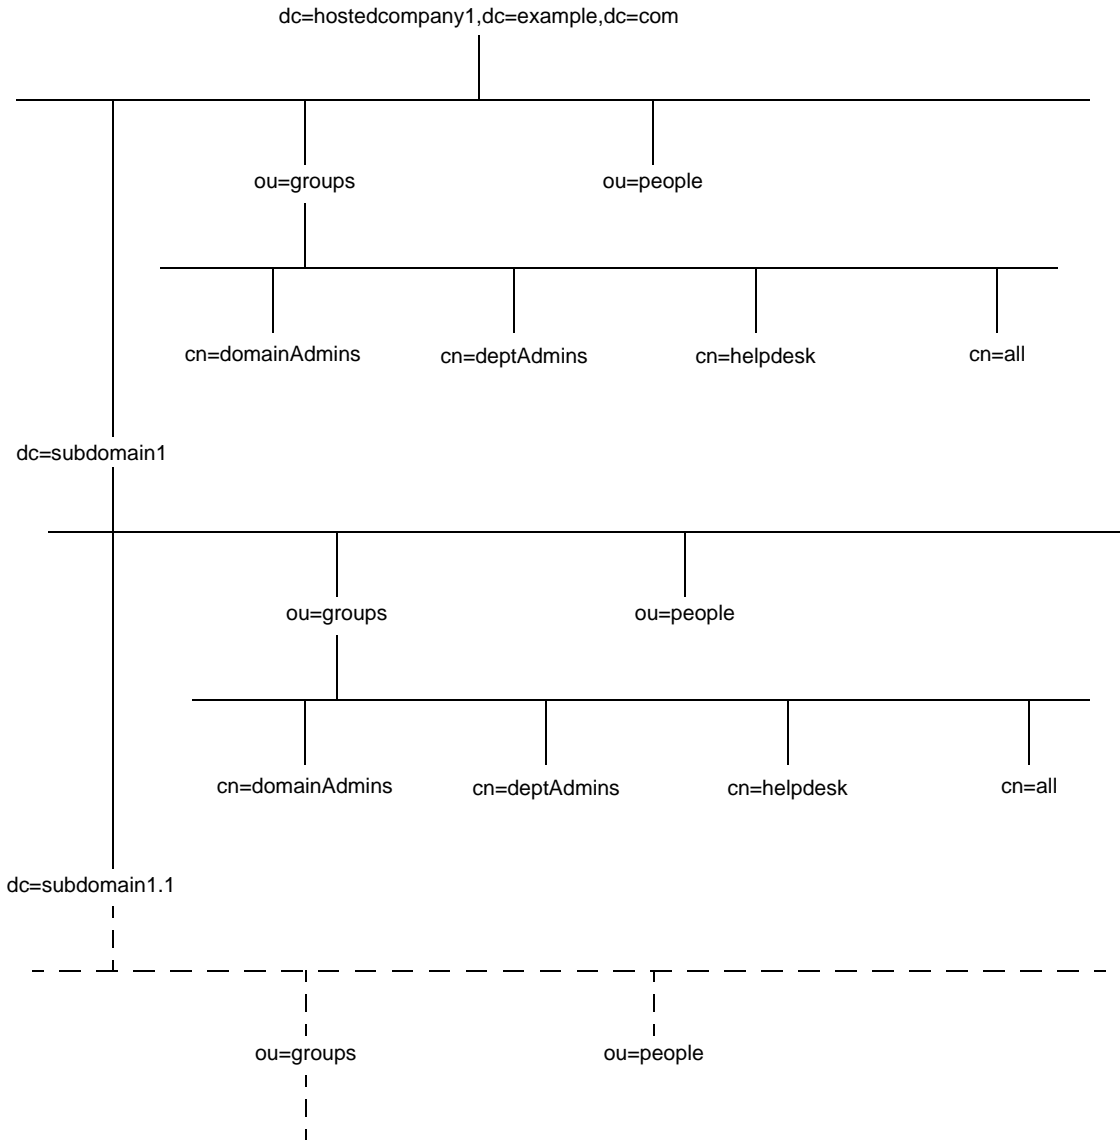 dc=hostedcompany1,dc=example,dc=com
ou=groups
ou=people
cn=domainAdmins
cn=deptAdmins
cn=helpdesk
cn=all
dc=subdomain1
ou=groups
ou=people
cn=domainAdmins
cn=deptAdmins
cn=helpdesk
cn=all
dc=subdomain1.1
ou=groups
ou=people